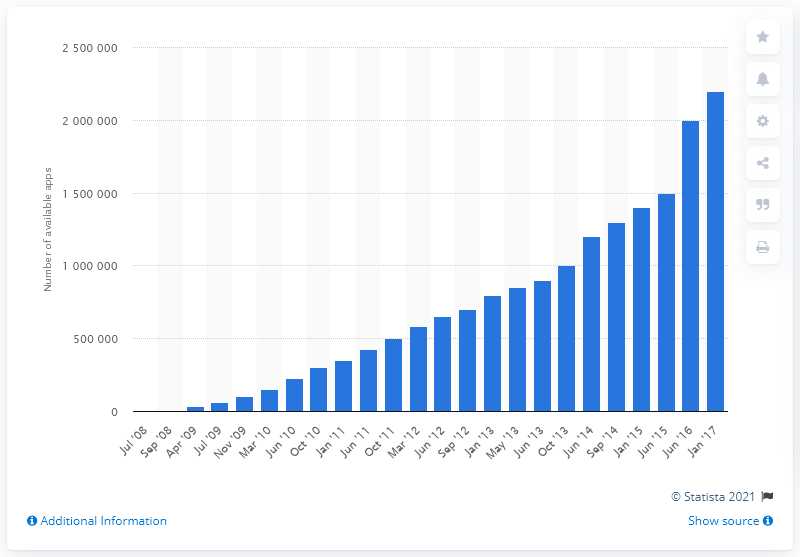 2 500 000
2 000 000
1 500 000
1 000 000
500 000
0
Number of available apps
Jul '08
Sep '08
Apr '09
Jul '09
Nov '09
Mar '10
Jun '10
Oct '10
Jan '11
Jun '11
Oct '11
Mar '12
Jun '12
Sep '12
Jan '13
May '13
Jun '13
Oct '13
Jun '14
Sep '14
Jan '15
Jun '15
Jun '16
Jan '17
© Statista 2021
Additional Information
Show source